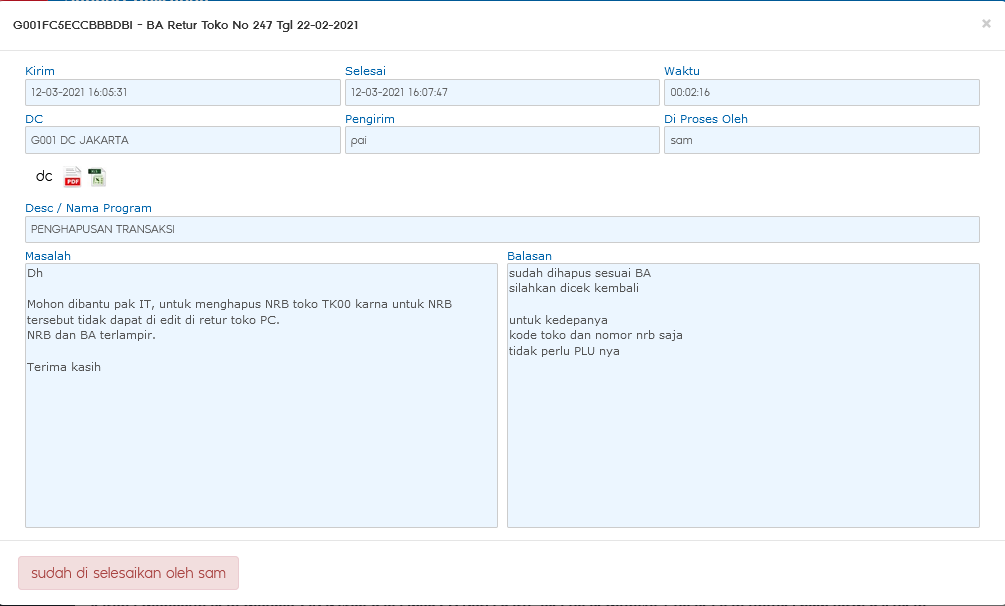 G001FC5ECCBBBDBI - BA Retur Toko No 247 Tgl 22-02-2021
×
Kirim
Selesai
Waktu
12-03-2021 16:05:31
12-03-2021 16:07:47
00:02:16
DC
Pengirim
Di Proses Oleh
G001 DC JAKARTA
pai
sam
dc
PDF
Desc / Nama Program
PENGHAPUSAN TRANSAKSI
Masalah
Dh
Mohon dibantu pak IT, untuk menghapus NRB toko TK00 karna untuk NRB
tersebut tidak dapat di edit di retur toko PC.
NRB dan BA terlampir.
Terima kasih
Balasan
sudah dihapus sesuai BA
silahkan dicek kembali
untuk kedepanya
kode toko dan nomor nrb saja
tidak perlu PLU nya
sudah di selesaikan oleh sam